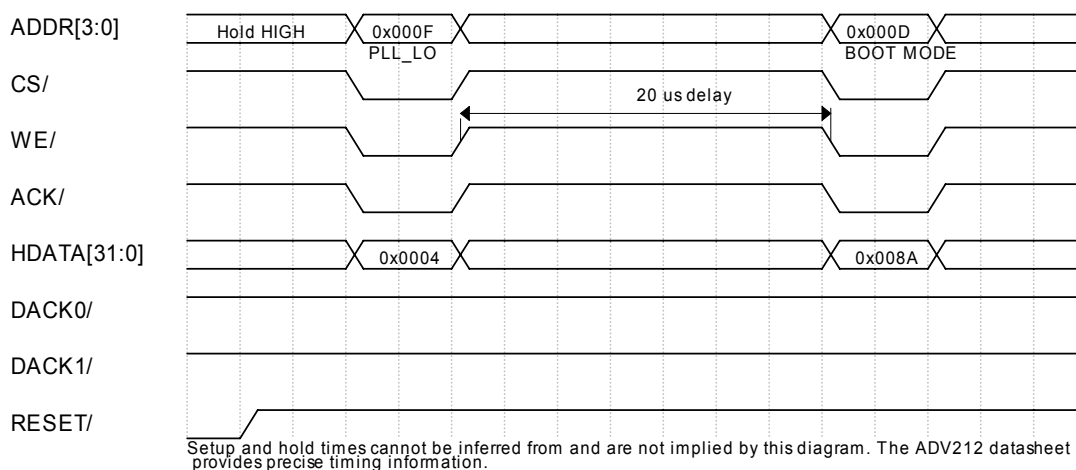 ADDR[3:0] Hold HIGH 0x000F 0x000D
PLL_LO BOOT MODE
CS/
20 us delay
WE/
ACK/
HDATA[31:0] 0x0004 0x008A
DACK0/
DACK1/
RESET/
Setup and hold times cannot be inferred from and are not implied by this diagram. The ADV212 datasheet
provides precise timing information.